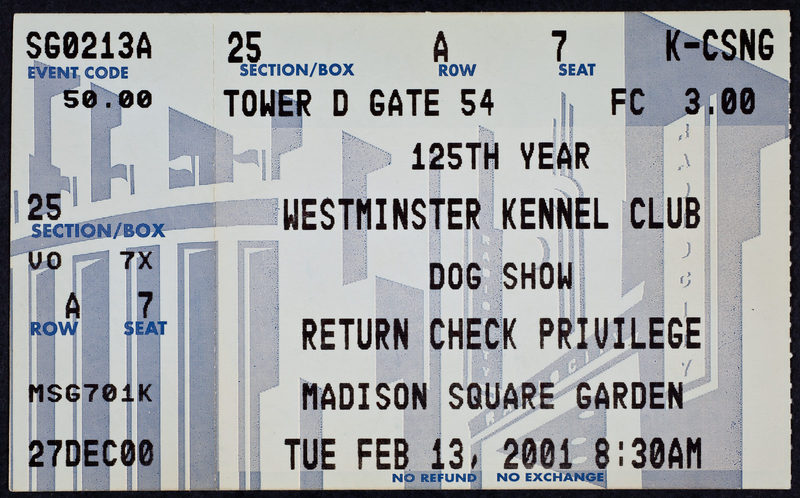 SG0213A 25 A 7 K-CSNG
EVENT CODE SECTION/BOX ROW SEAT
50.00 TOWER D GATE 54 FC 3.00
125TH YEAR
25 WESTMINSTER KENNEL CLUB
SECTION/BOX
VO 7X DOG SHOW
A 7
ROW SEAT RETURN CHECK PRIVILEGE
MSG701K MADISON SQUARE GARDEN
27DEC00 TUE FEB 13, 2001 8:30AM
NO REFUND NO EXCHANGE
RADIO CITY